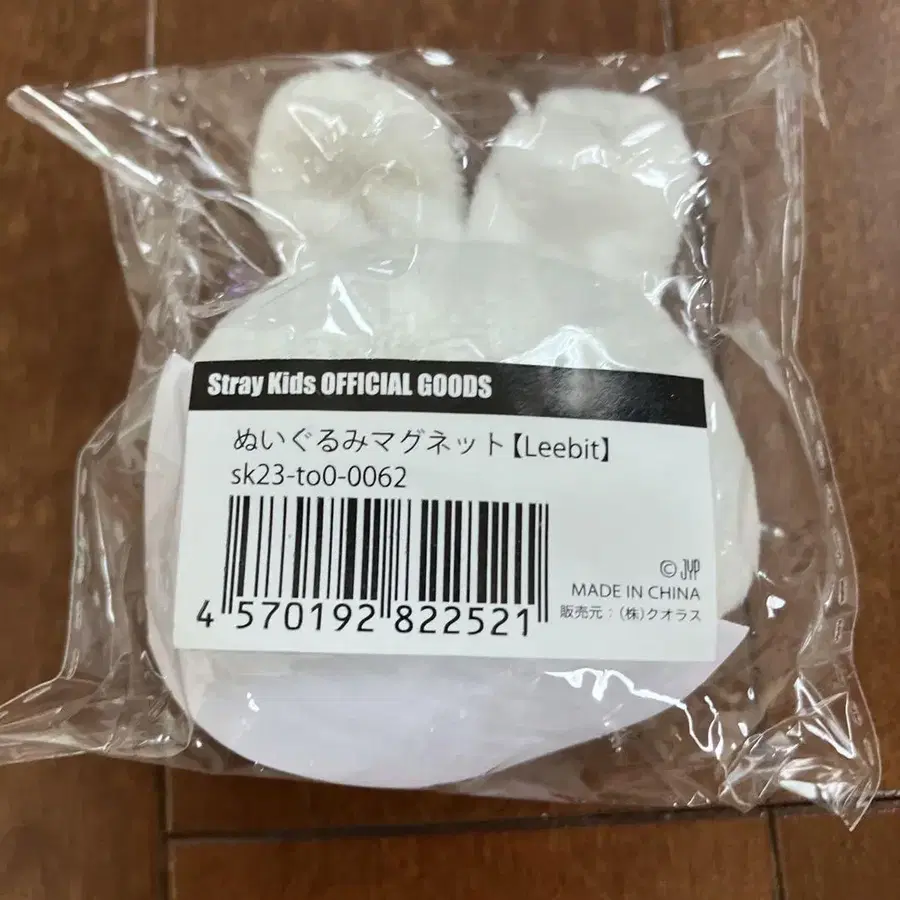 Stray Kids OFFICIAL GOODS
ぬいぐるみマグネット【Leebit】
sk23-to0-0062
4 570192 822521
© JYP
MADE IN CHINA
販売元：（株）クオラス